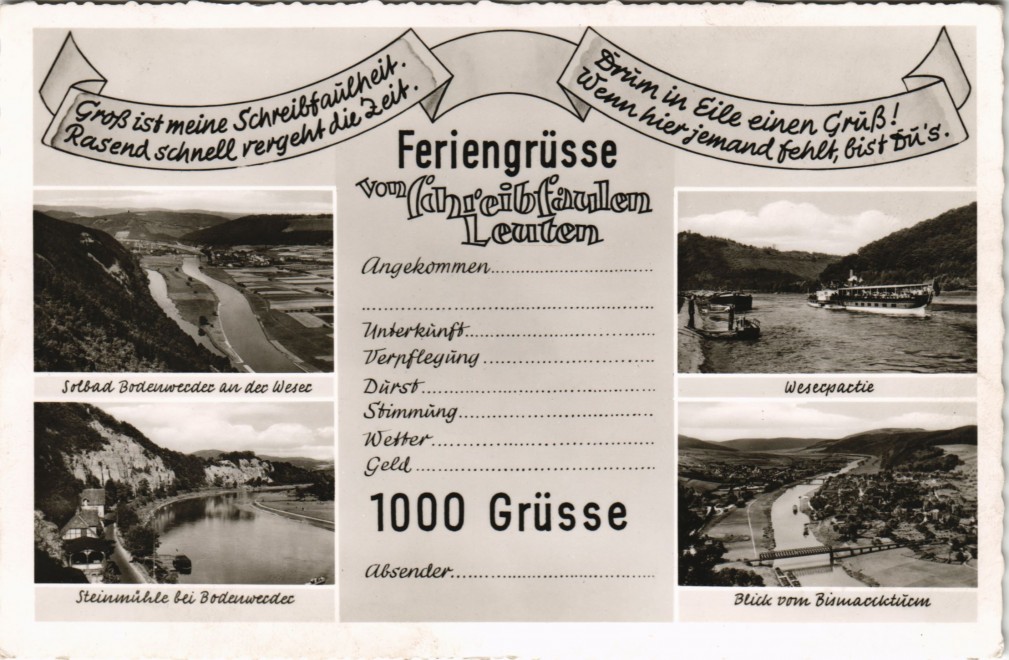 Groß ist meine Schreibfaulheit.
Rasend schnell vergeht die Zeit.
Drum in Eile einen Gruß!
Wenn hier jemand fehlt, bist Du's.
Feriengrüsse
von schreibfaulen
Leuten
Angekommen
Unterkunft
Verpflegung
Durst
Stimmung
Wetter
Geld
1000 Grüsse
Absender
Solbad Bodenwerder an der Weser
Steinmühle bei Bodenwerder
Weserpartie
Blick vom Bismarckturm